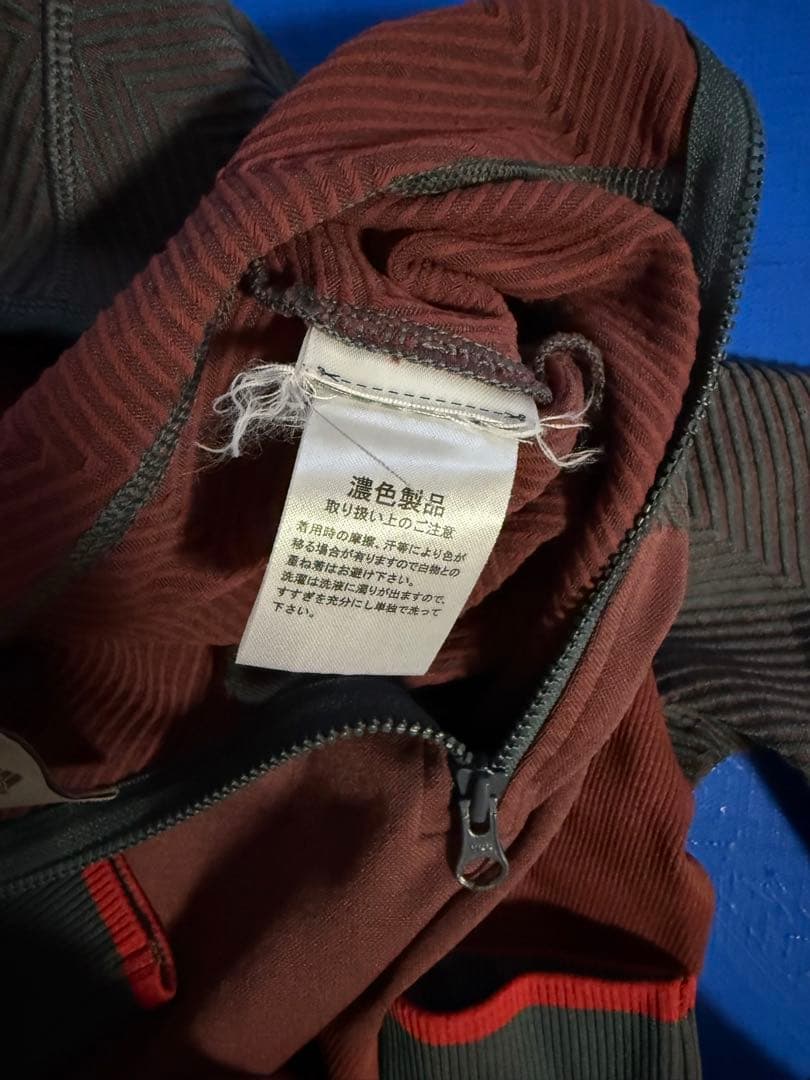 濃色製品
取り扱い上のご注意
着用時の摩擦、汗等により色が
移る場合が有りますので白物との
重ね着はお避け下さい。
洗濯は洗液に濁りが出ますので、
すすぎを充分にし単独で洗って
下さい。